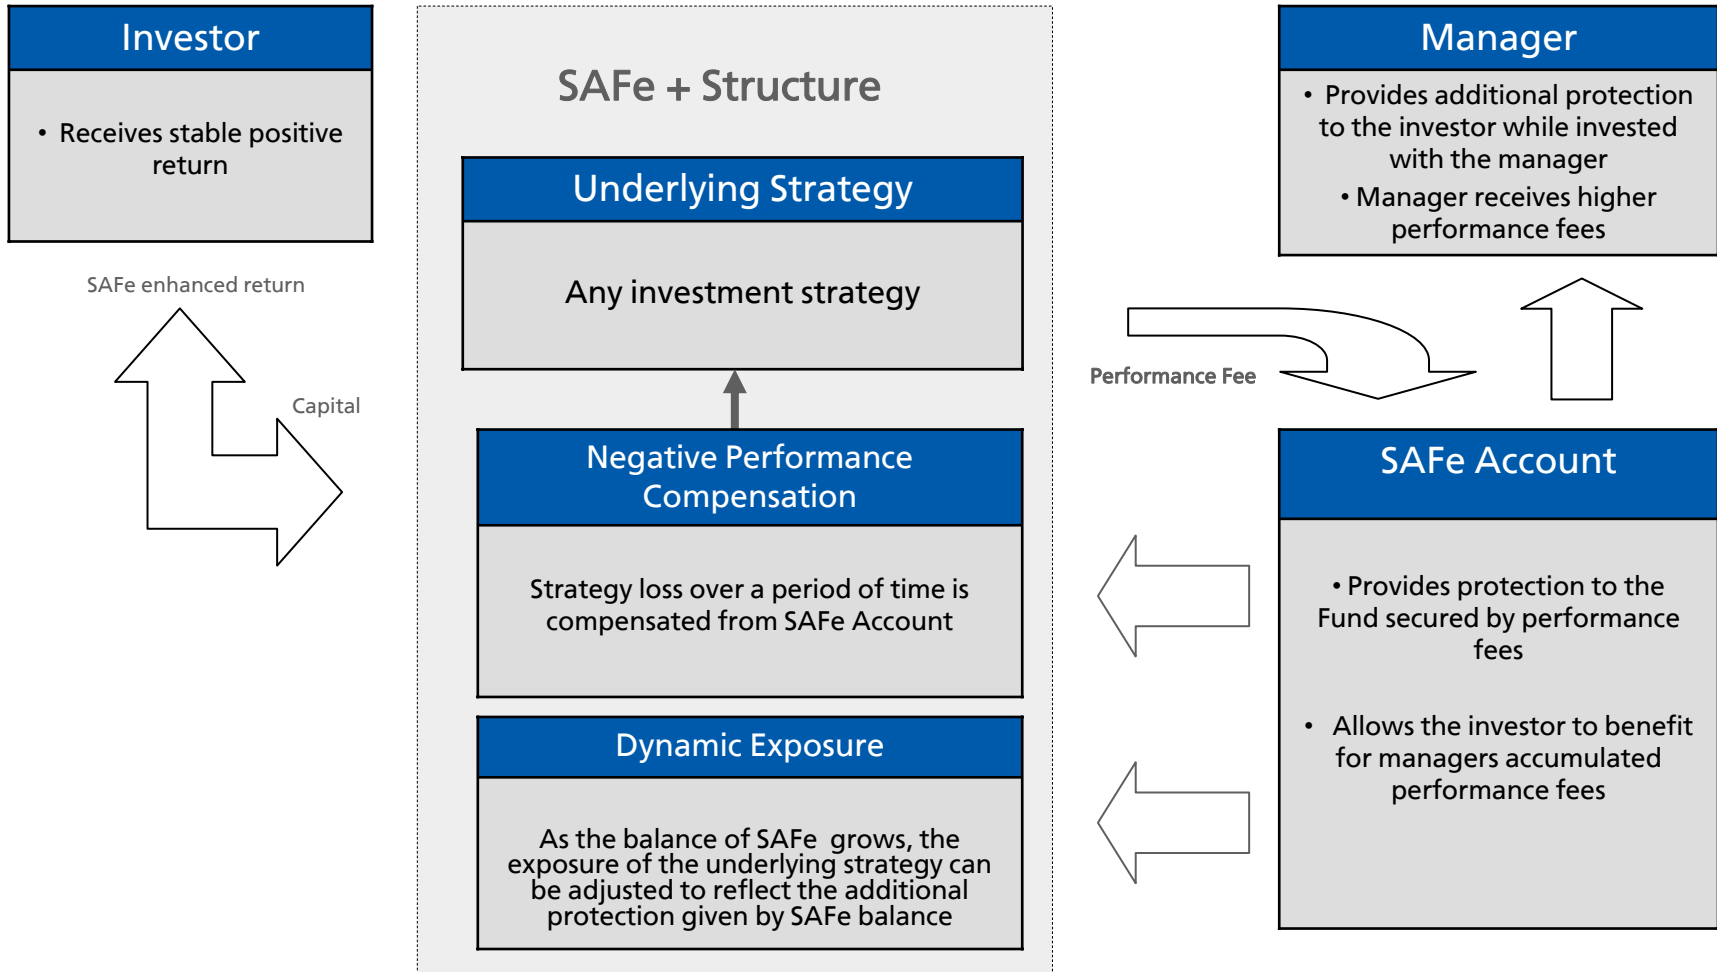 Investor
• Receives stable positive
return
SAFe enhanced return
Capital
SAFe + Structure
Underlying Strategy
Any investment strategy
Negative Performance
Compensation
Strategy loss over a period of time is
compensated from SAFe Account
Dynamic Exposure
As the balance of SAFe  grows, the
exposure of the underlying strategy can
be adjusted to reflect the additional
protection given by SAFe balance
Manager
• Provides additional protection
to the investor while invested
with the manager
• Manager receives higher
performance fees
Performance Fee
SAFe Account
• Provides protection to the
Fund secured by performance
fees
• Allows the investor to benefit
for managers accumulated
performance fees